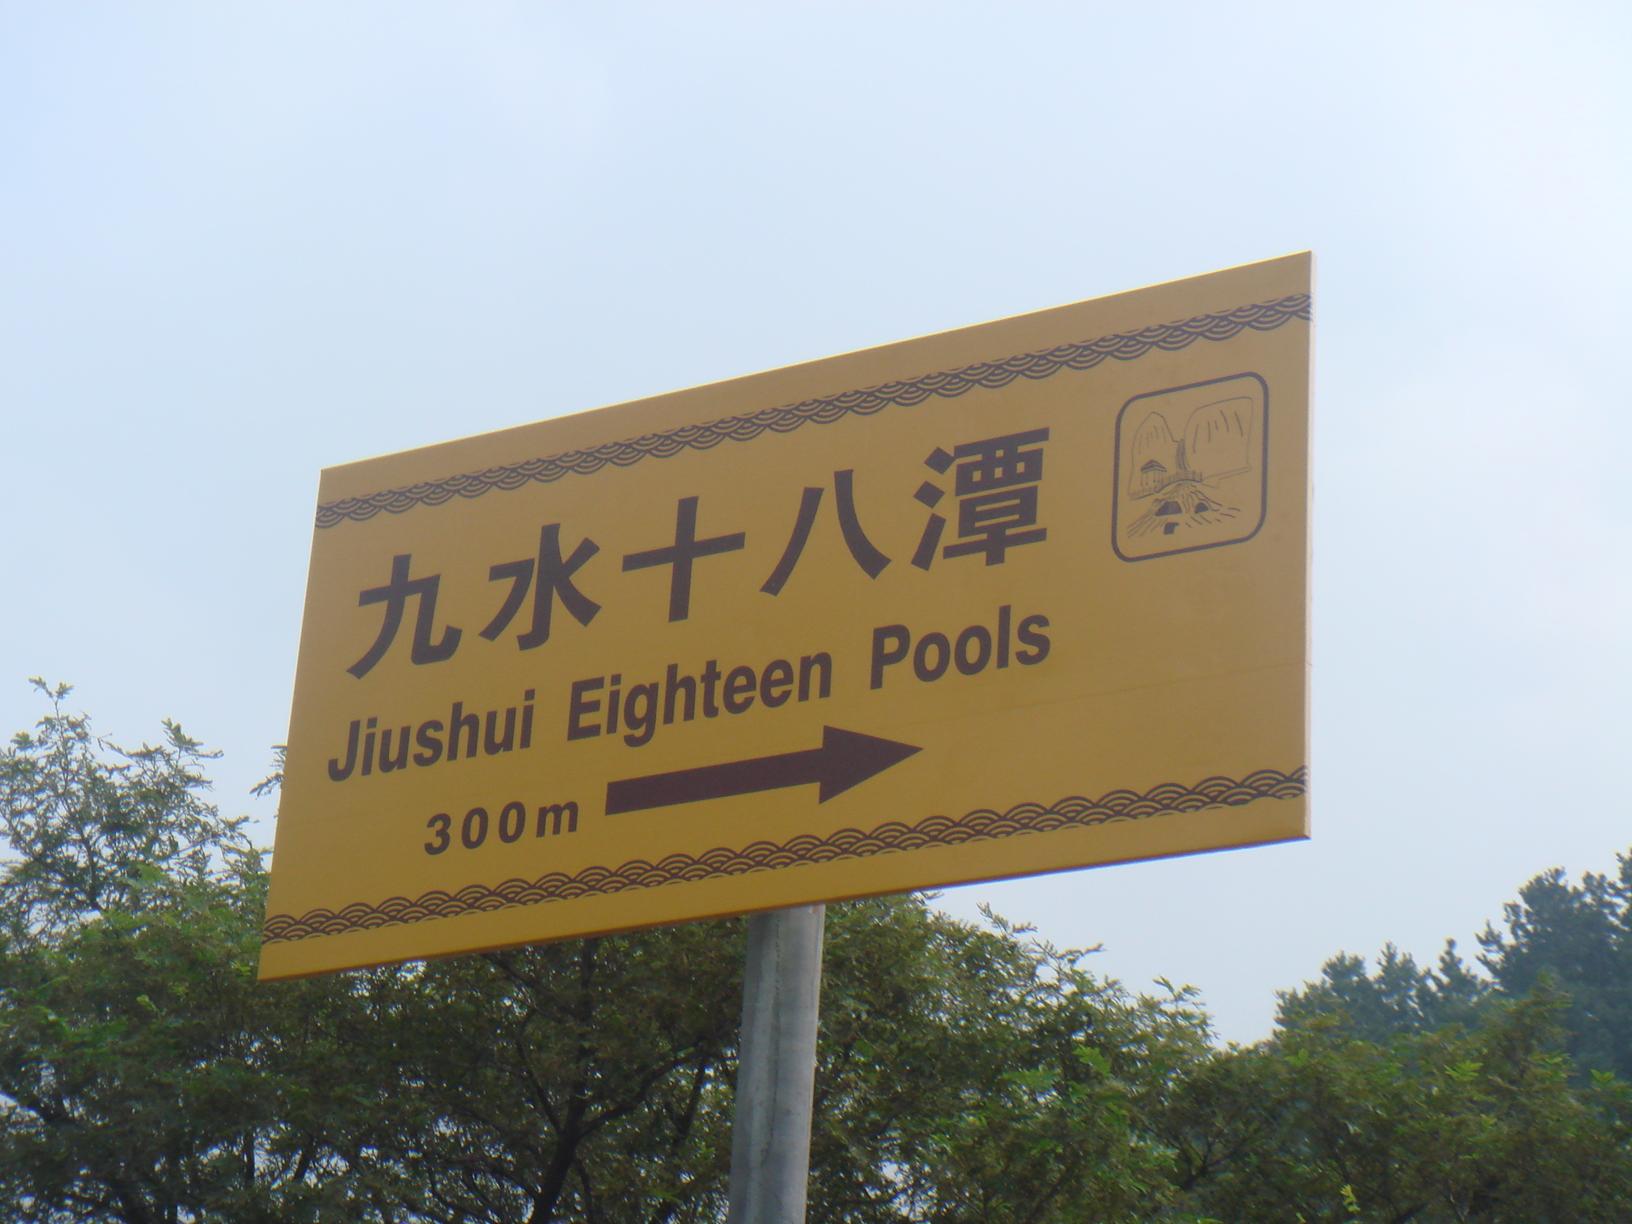 九水十八潭
Jiushui Eighteen Pools
300m